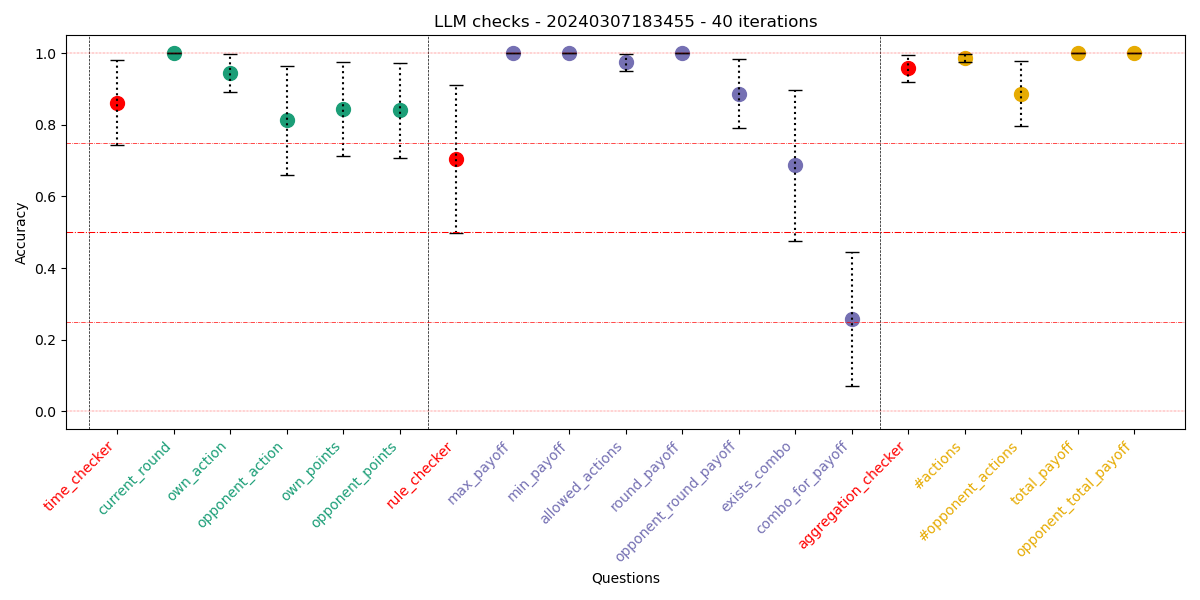 LLM checks - 20240307183455 - 40 iterations
Accuracy
1.0
0.8
0.6
0.4
0.2
0.0
time_checker
current_round
own_action
opponent_action
own_points
opponent_points
rule_checker
max_payoff
min_payoff
allowed_actions
round_payoff
opponent_round_payoff
exists_combo
combo_for_payoff
aggregation_checker
#actions
#opponent_actions
total_payoff
opponent_total_payoff
Questions